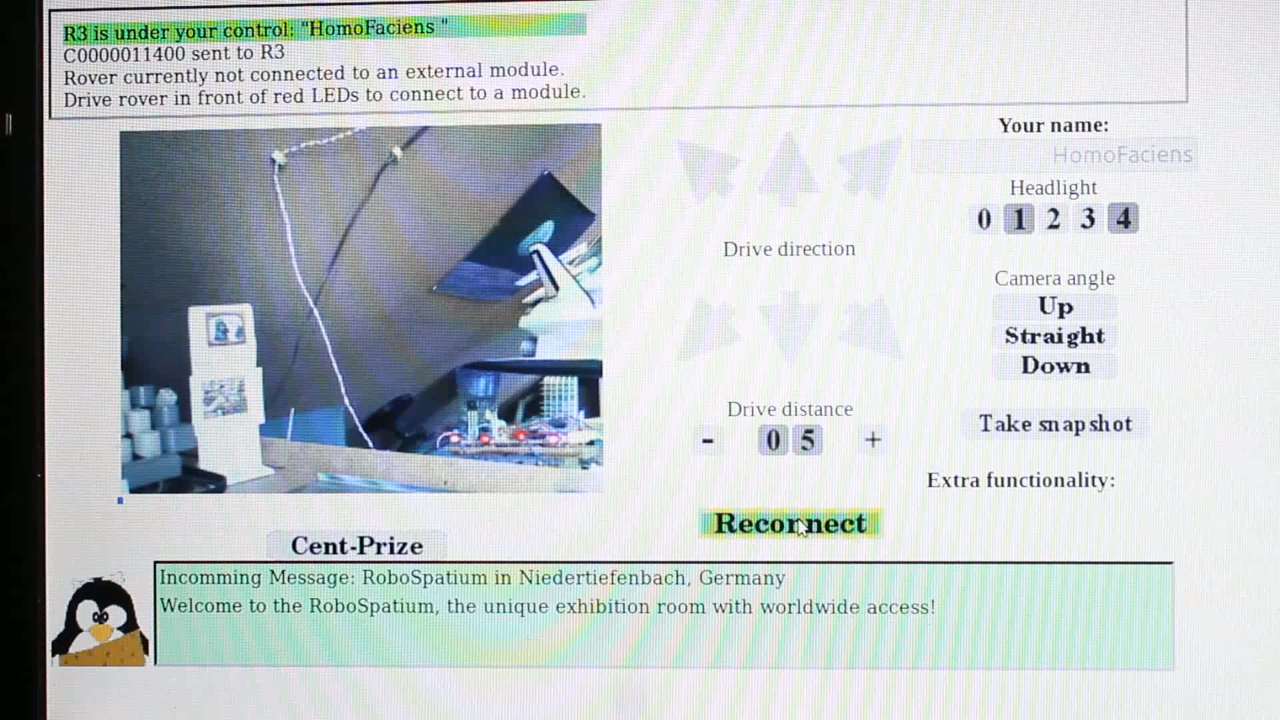 R3 is under your control: "HomoFaciens "
C0000011400 sent to R3
Rover currently not connected to an external module.
Drive rover in front of red LEDs to connect to a module.
Your name:
HomoFaciens
Headlight
0 1 2 3 4
Drive direction
Camera angle
Up
Straight
Down
Drive distance
- 0 5 +
Take snapshot
Extra functionality:
Reconnect
Cent-Prize
Incomming Message: RoboSpatium in Niedertiefenbach, Germany
Welcome to the RoboSpatium, the unique exhibition room with worldwide access!